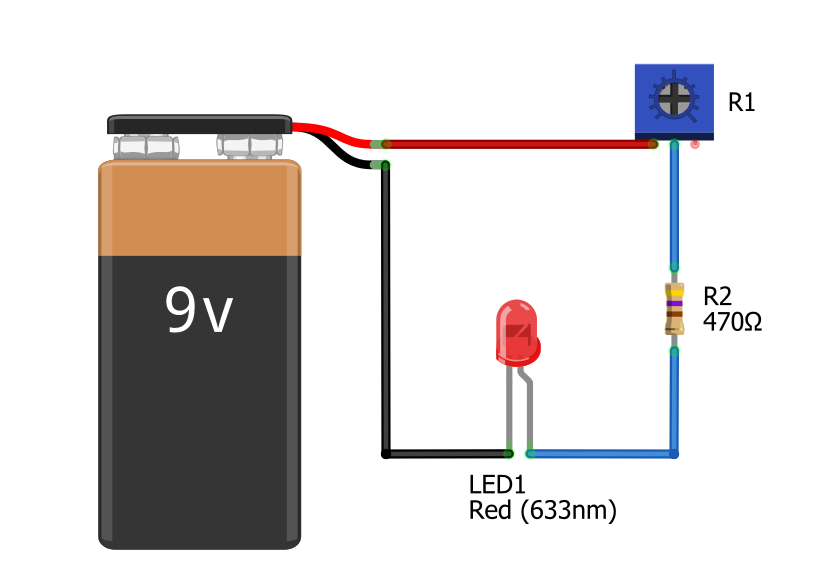 9v
R1
R2
470Ω
LED1
Red (633nm)